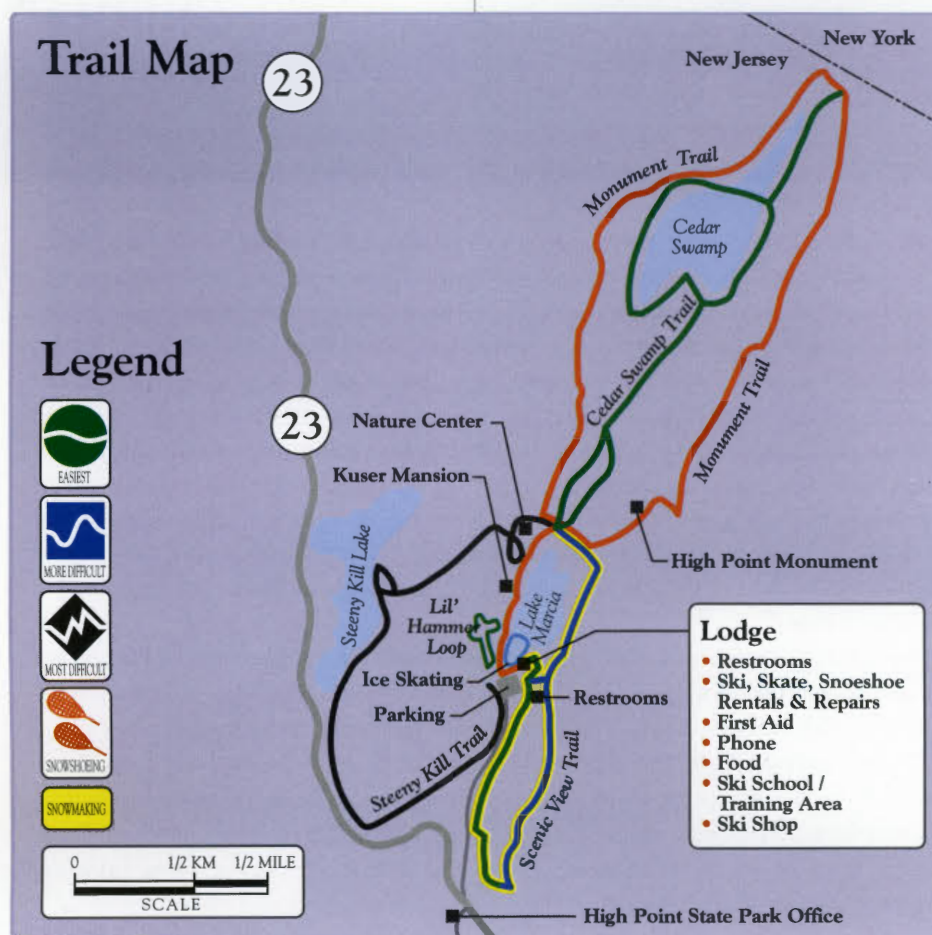 Trail Map
23
New York
New Jersey
Monument Trail
Cedar
Swamp
Cedar Swamp Trail
Monument Trail
Legend
EASIEST
MORE DIFFICULT
MOST DIFFICULT
SNOWSHOEING
SNOWMAKING
23
Nature Center
Kuser Mansion
High Point Monument
Steeny Kill Lake
Lil'
Hammer
Loop
Lake
Marcia
Ice Skating
Parking
Restrooms
Steeny Kill Trail
Scenic View Trail
Lodge
• Restrooms
• Ski, Skate, Snoeshoe
Rentals & Repairs
• First Aid
• Phone
• Food
• Ski School /
Training Area
• Ski Shop
0 1/2 KM 1/2 MILE
SCALE
High Point State Park Office